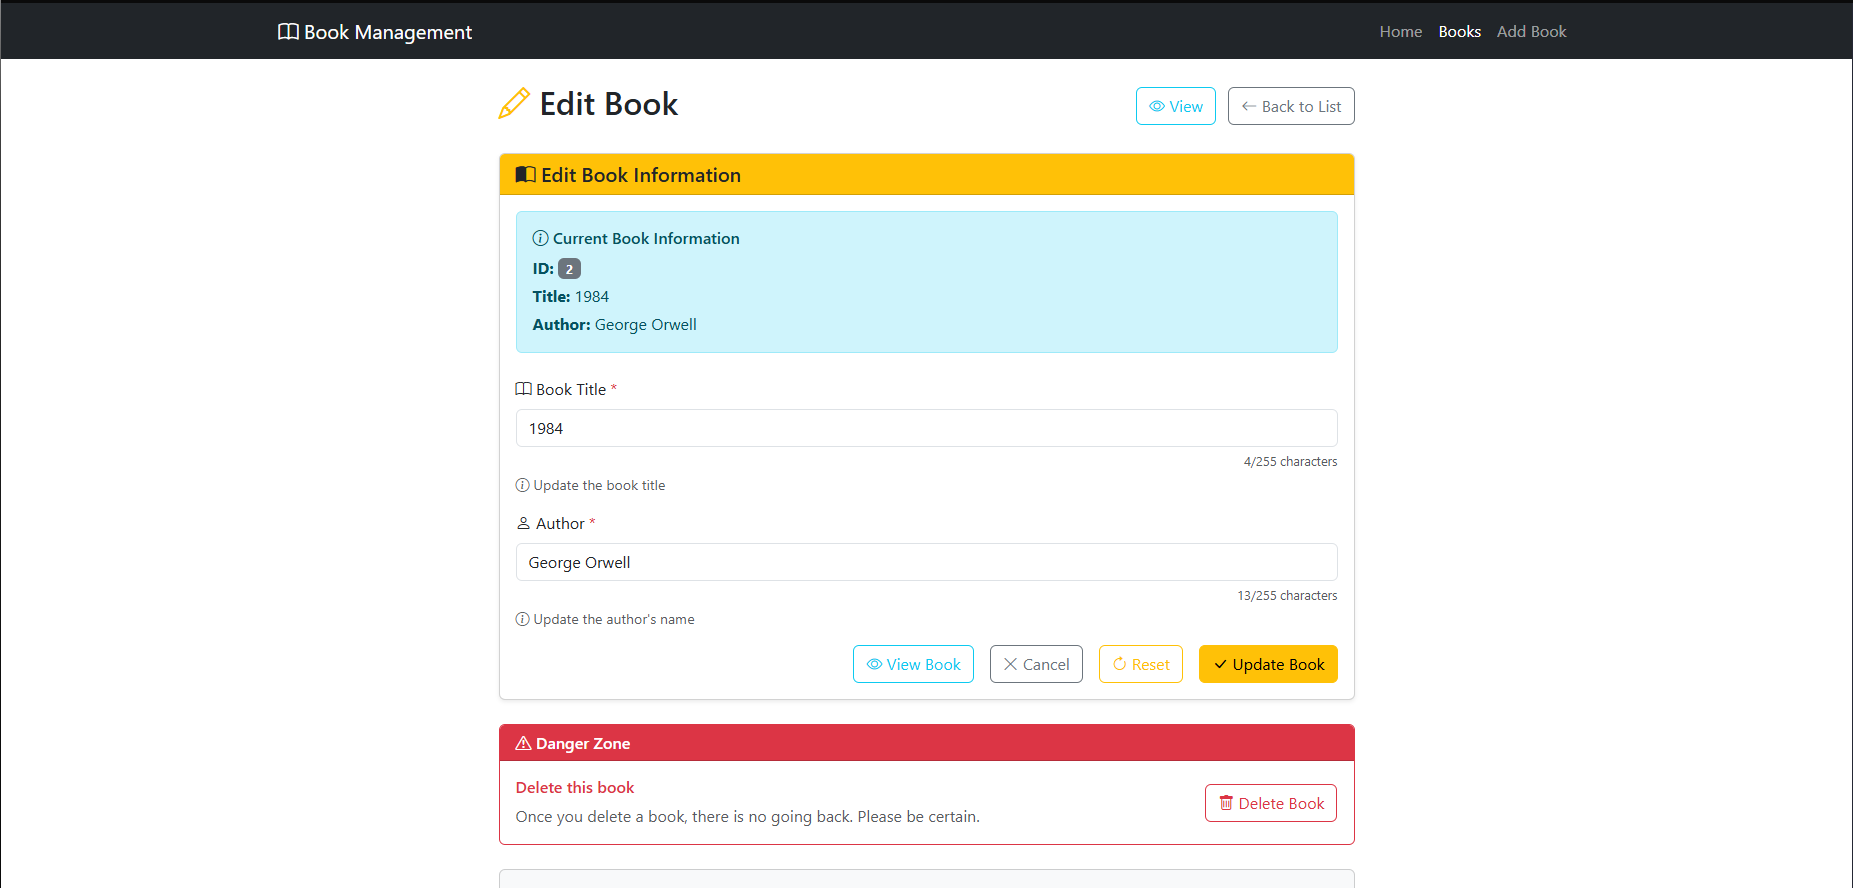 Book Management
Home Books Add Book
Edit Book
View Back to List
Edit Book Information
Current Book Information
ID: 2
Title: 1984
Author: George Orwell
Book Title *
1984
4/255 characters
Update the book title
Author *
George Orwell
13/255 characters
Update the author's name
View Book Cancel Reset Update Book
Danger Zone
Delete this book
Once you delete a book, there is no going back. Please be certain.
Delete Book